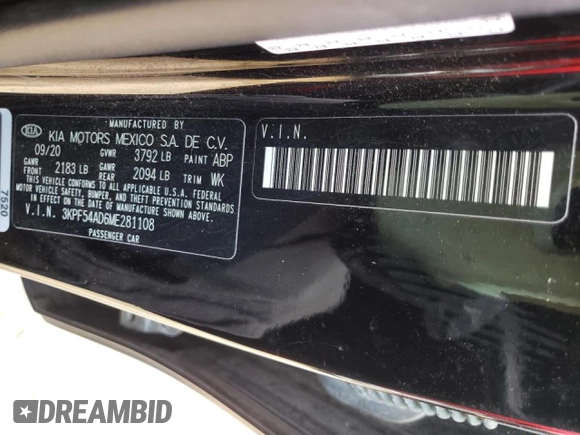 MANUFACTURED BY
KIA KIA MOTORS MEXICO S.A. DE C.V.
09/20 GVWR 3792 LB PAINT ABP
GAWR FRONT 2183 LB GAWR REAR 2094 LB TRIM WK
THIS VEHICLE CONFORMS TO ALL APPLICABLE U.S.A. FEDERAL
MOTOR VEHICLE SAFETY, BUMPER, AND THEFT PREVENTION STANDARDS
IN EFFECT ON THE DATE OF MANUFACTURE SHOWN ABOVE.
V.I.N. 3KPF54AD6ME281108
PASSENGER CAR
V.I.N.
7520
DREAMBID